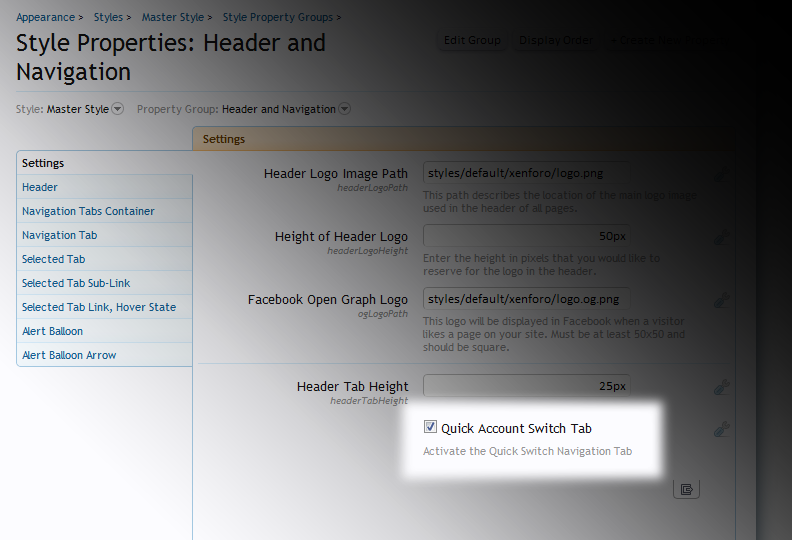 Appearance > Styles > Master Style > Style Property Groups >
Style Properties: Header and
Navigation
Edit Group Display Order
Style: Master Style Property Group: Header and Navigation
Settings
Settings
Header
Navigation Tabs Container
Navigation Tab
Selected Tab
Selected Tab Sub-Link
Selected Tab Link, Hover State
Alert Balloon
Alert Balloon Arrow
Header Logo Image Path styles/default/xenforo/logo.png
headerLogoPath
This path describes the location of the main logo image
used in the header of all pages.
Height of Header Logo 50px
headerLogoHeight
Enter the height in pixels that you would like to
reserve for the logo in the header.
Facebook Open Graph Logo styles/default/xenforo/logo.og.png
ogLogoPath
This logo will be displayed in Facebook when a visitor
likes a page on your site. Must be at least 50x50 and
should be square.
Header Tab Height 25px
headerTabHeight
Quick Account Switch Tab
Activate the Quick Switch Navigation Tab